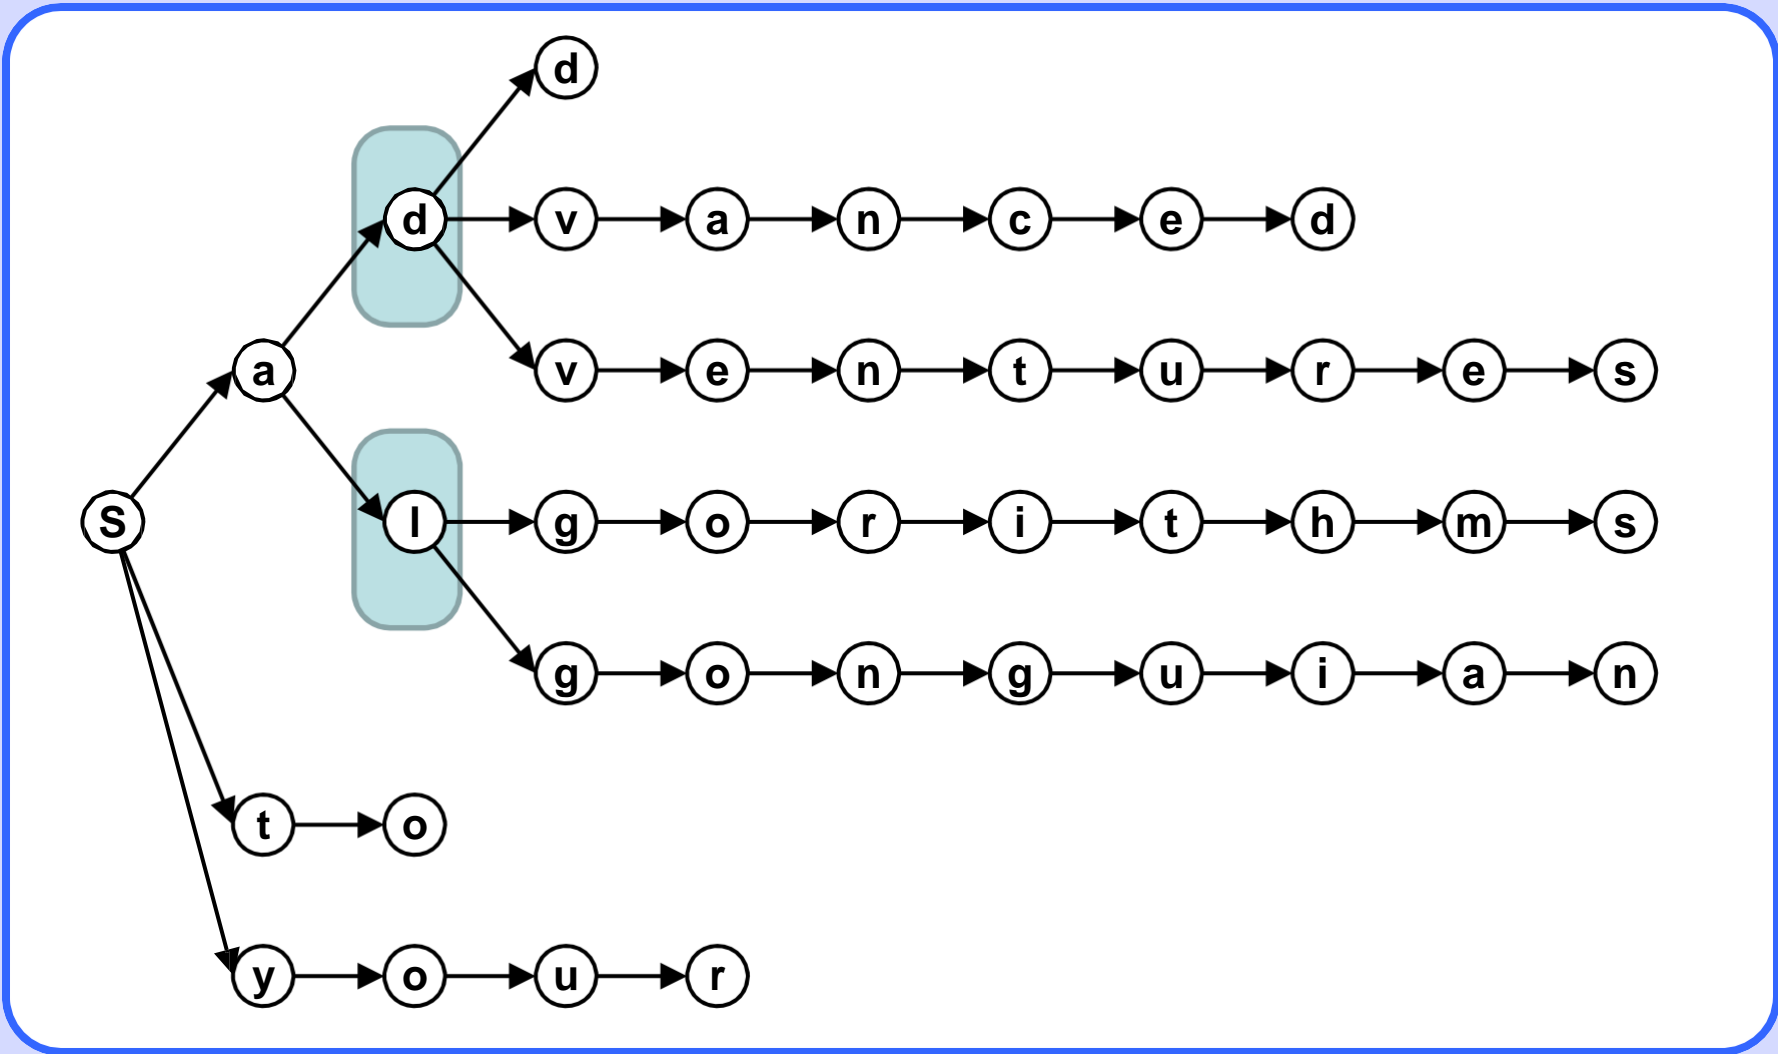 d
d v a n c e d
a v e n t u r e s
S l g o r i t h m s
g o n g u i a n
t o
y o u r